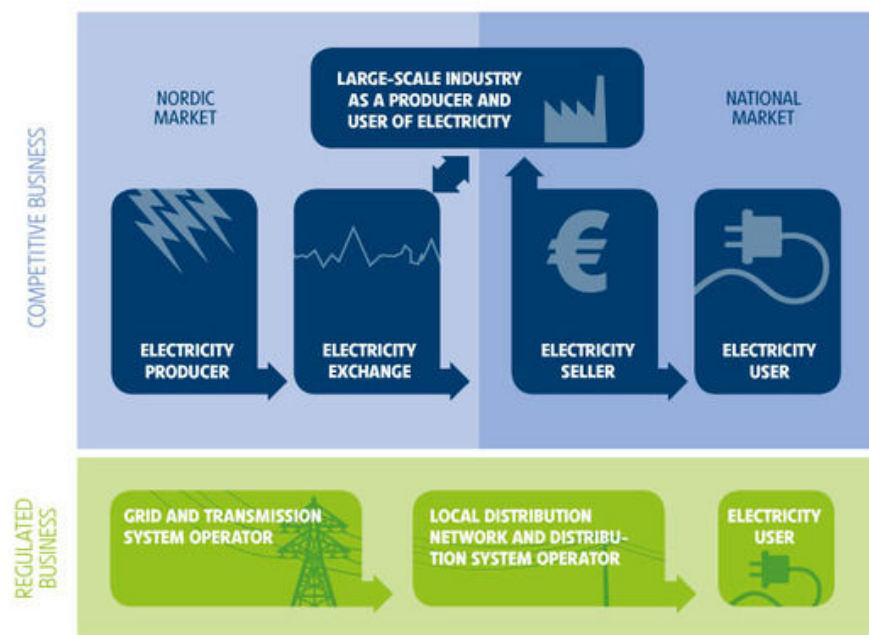 COMPETITIVE BUSINESS
NORDIC
MARKET
LARGE-SCALE INDUSTRY
AS A PRODUCER AND
USER OF ELECTRICITY
NATIONAL
MARKET
ELECTRICITY
PRODUCER
ELECTRICITY
EXCHANGE
€
ELECTRICITY
SELLER
ELECTRICITY
USER
REGULATED
BUSINESS
GRID AND TRANSMISSION
SYSTEM OPERATOR
LOCAL DISTRIBUTION
NETWORK AND DISTRIBU-
TION SYSTEM OPERATOR
ELECTRICITY
USER